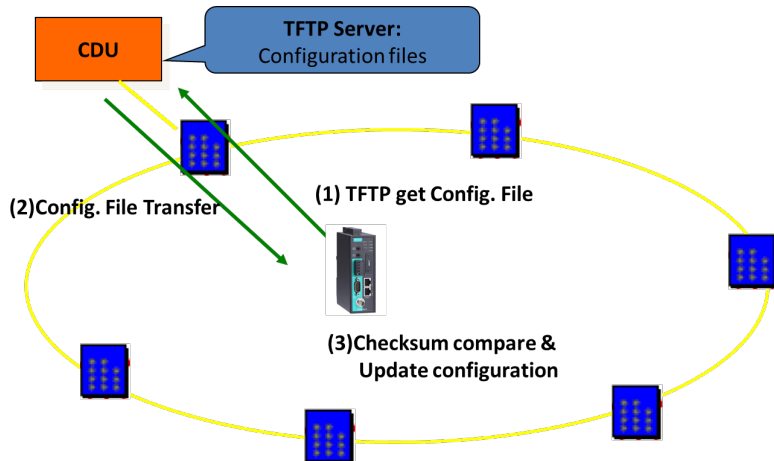 CDU
TFTP Server:
Configuration files
(1) TFTP get Config. File
(2)Config. File Transfer
(3)Checksum compare &
Update configuration